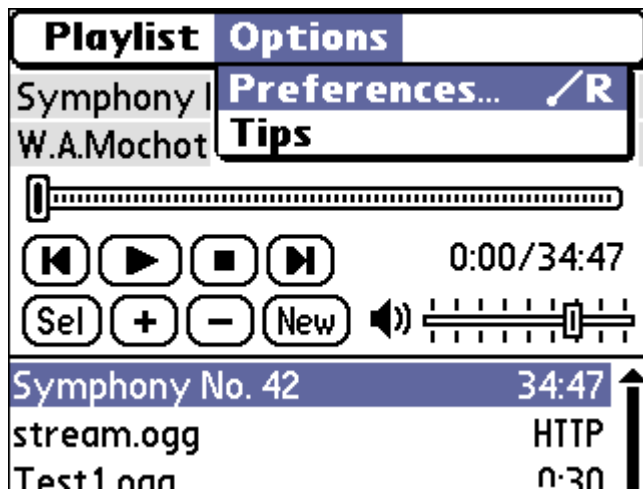 Playlist Options
Symphony
Preferences... /R
W.A.Mochot
Tips
0:00/34:47
Sel + - New
Symphony No. 42 34:47
stream.ogg HTTP
Test1.ogg 0:30